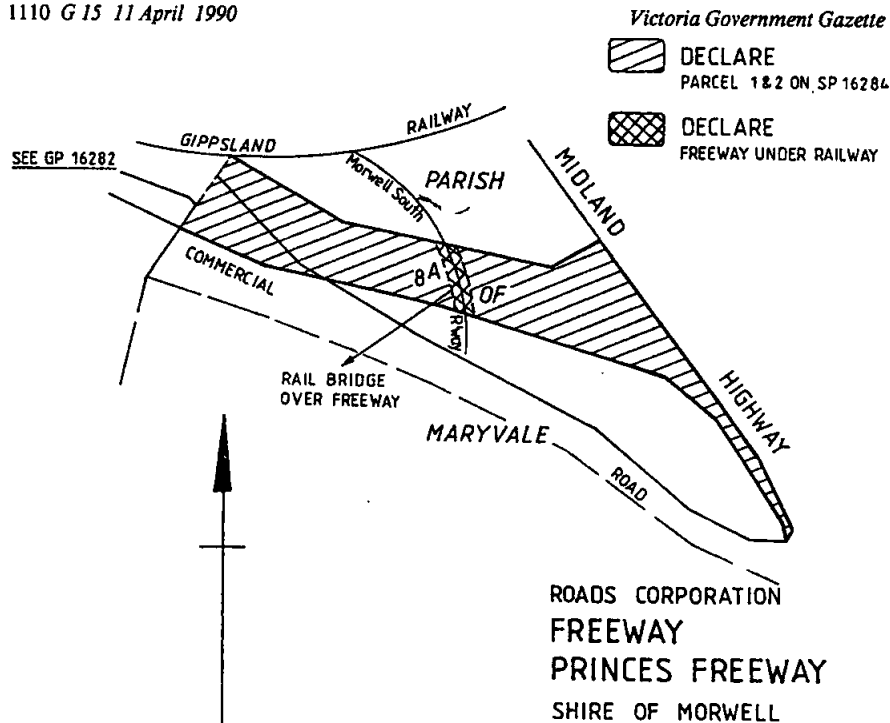 1110 G 15 11 April 1990
Victoria Government Gazette
DECLARE
PARCEL 1 & 2 ON SP 16284
DECLARE
FREEWAY UNDER RAILWAY
SEE GP 16282
GIPPSLAND
RAILWAY
Morwell South
PARISH
MIDLAND
COMMERCIAL
8A
OF
RWAY
RAIL BRIDGE
OVER FREEWAY
MARYVALE
HIGHWAY
ROAD
ROADS CORPORATION
FREEWAY
PRINCES FREEWAY
SHIRE OF MORWELL